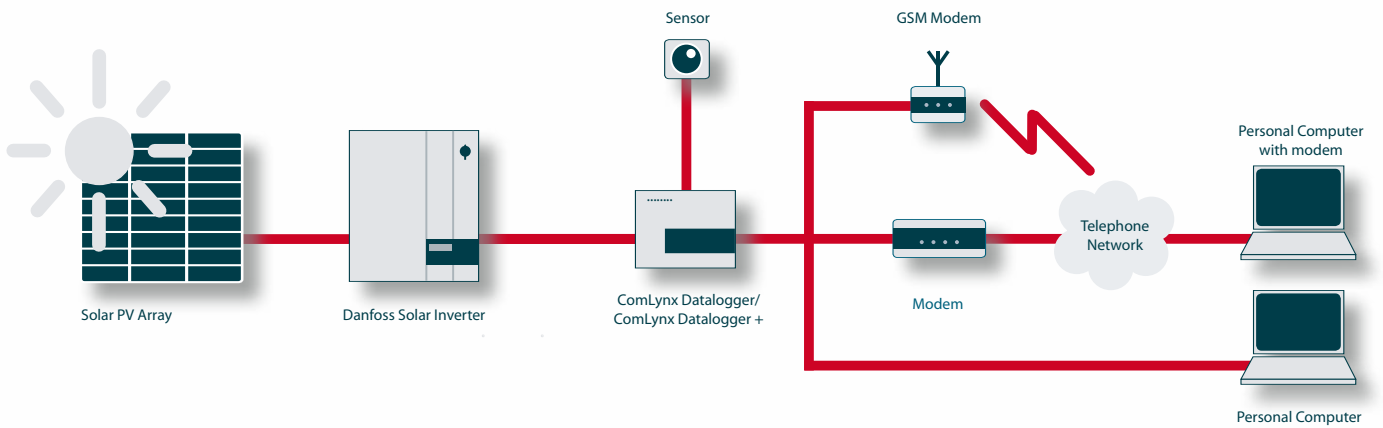 Sensor
GSM Modem
Personal Computer
with modem
Telephone
Network
Solar PV Array
Danfoss Solar Inverter
ComLynx Datalogger/
ComLynx Datalogger +
Modem
Personal Computer